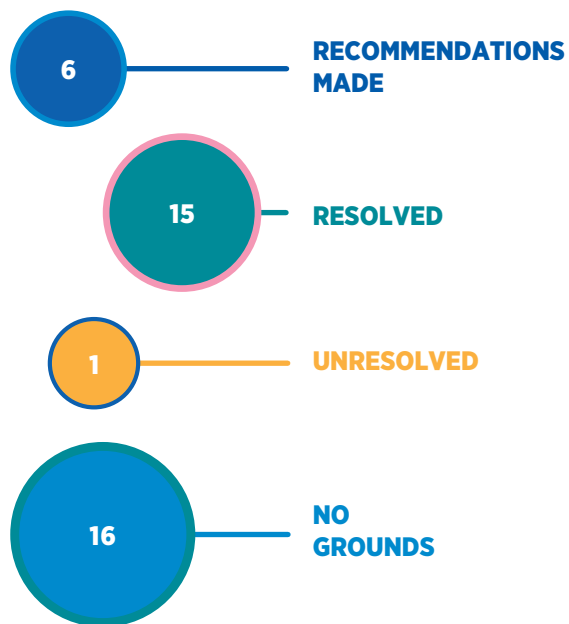 6
RECOMMENDATIONS
MADE
15
RESOLVED
1
UNRESOLVED
16
NO
GROUNDS